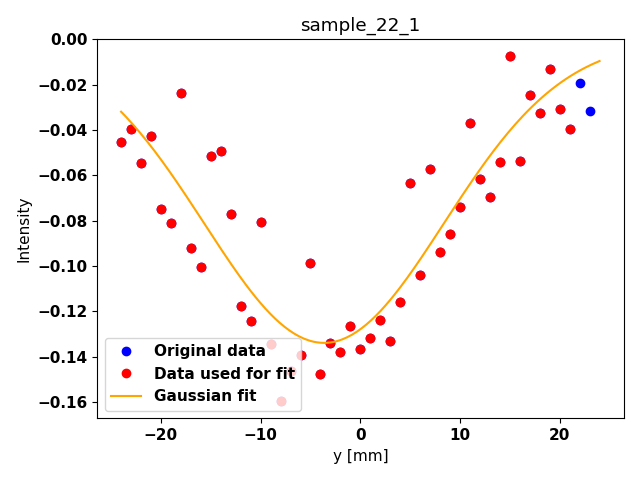 sample_22_1
0.00
−0.02
−0.04
−0.06
−0.08
−0.10
−0.12
−0.14
−0.16
Intensity
Original data
Data used for fit
Gaussian fit
−20 −10 0 10 20
y [mm]